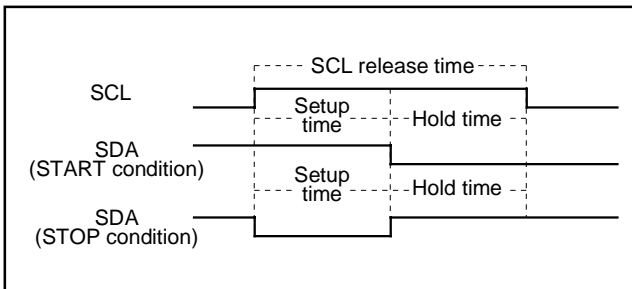 SCL release time
SCL
Setup
time
Hold time
SDA
(START condition)
Setup
time
Hold time
SDA
(STOP condition)